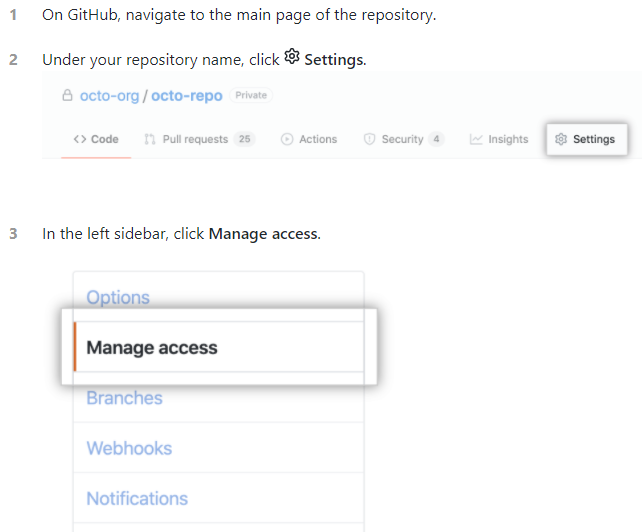 1 On GitHub, navigate to the main page of the repository.
2 Under your repository name, click Settings.
octo-org / octo-repo Private
<> Code Pull requests 25 Actions Security 4 Insights Settings
3 In the left sidebar, click Manage access.
Options
Manage access
Branches
Webhooks
Notifications